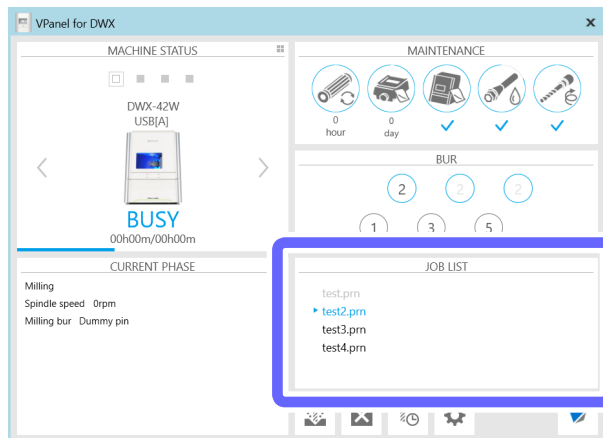 VPanel for DWX
MACHINE STATUS
DWX-42W
USB[A]
BUSY
00h00m/00h00m
MAINTENANCE
0
hour
0
day
BUR
2
2
2
1
3
5
CURRENT PHASE
Milling
Spindle speed 0rpm
Milling bur Dummy pin
JOB LIST
test.prn
test2.prn
test3.prn
test4.prn